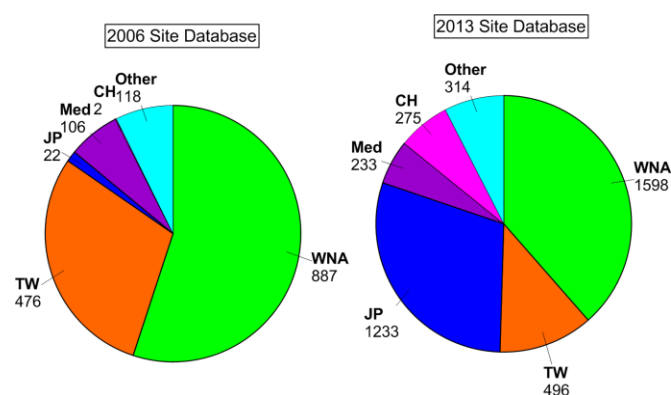 2006 Site Database
Other
118
CH
2
Med
106
JP
22
TW
476
WNA
887
2013 Site Database
Other
314
CH
275
Med
233
JP
1233
TW
496
WNA
1598